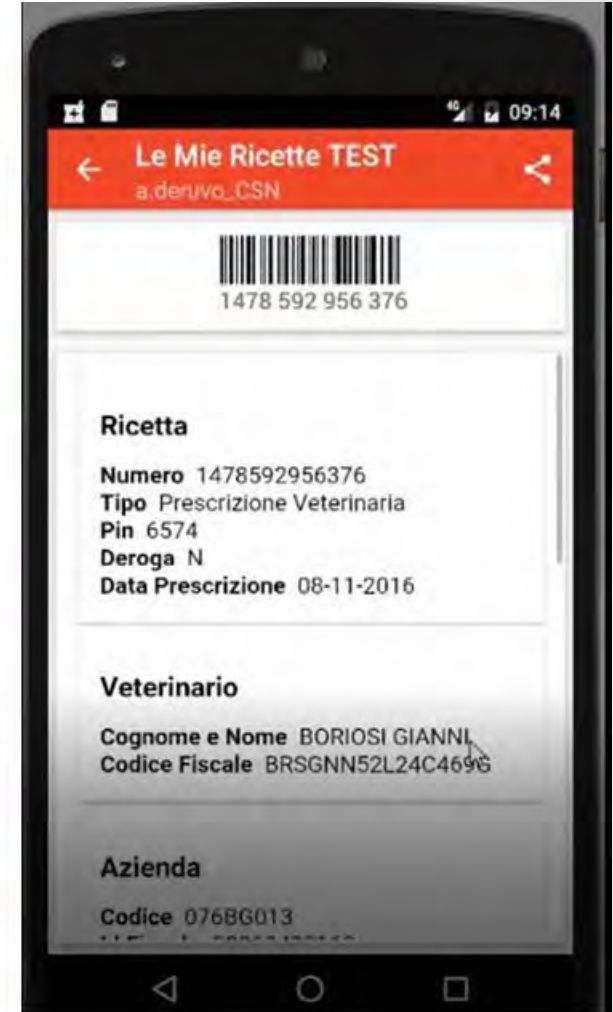 4G 09:14
Le Mie Ricette TEST
a.deruvo_CSN
1478 592 956 376
Ricetta
Numero 1478592956376
Tipo Prescrizione Veterinaria
Pin 6574
Deroga N
Data Prescrizione 08-11-2016
Veterinario
Cognome e Nome BORIOSI GIANNI
Codice Fiscale BRSGNN52L24C469G
Azienda
Codice 076BG013